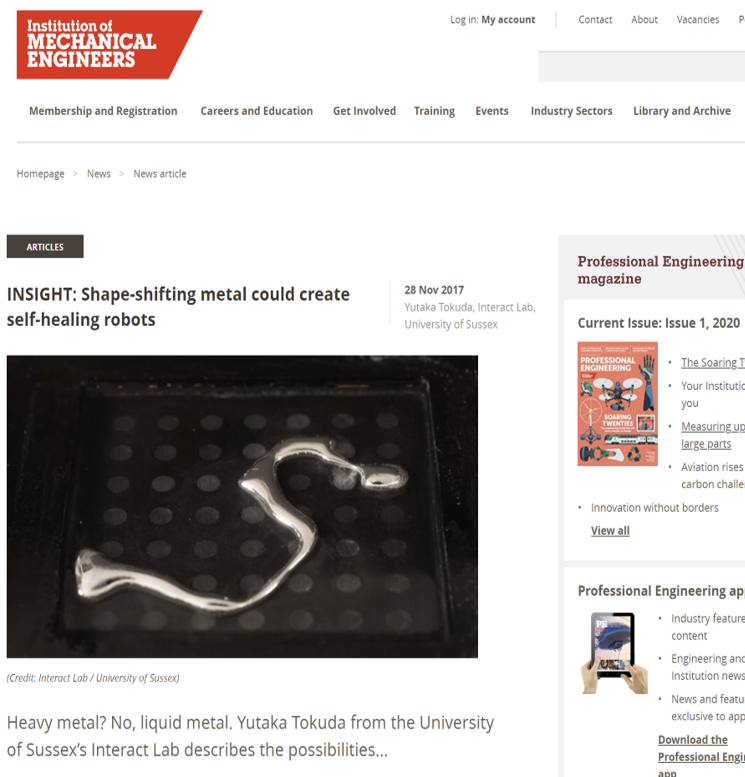 Institution of
MECHANICAL
ENGINEERS
Log in: My account
Contact
About
Vacancies
Membership and Registration
Careers and Education
Get Involved
Training
Events
Industry Sectors
Library and Archive
Homepage > News > News article
ARTICLES
INSIGHT: Shape-shifting metal could create
self-healing robots
28 Nov 2017
Yutaka Tokuda, Interact Lab,
University of Sussex
(Credit: Interact Lab / University of Sussex)
Heavy metal? No, liquid metal. Yutaka Tokuda from the University
of Sussex's Interact Lab describes the possibilities...
Professional Engineering
magazine
Current Issue: Issue 1, 2020
PROFESSIONAL
ENGINEERING
SOARING
TWENTIES
• The Soaring T
• Your Institutio
you
• Measuring up
large parts
• Aviation rises
carbon challe
• Innovation without borders
View all
Professional Engineering ap
PE
• Industry feature
content
• Engineering and
Institution news
• News and featu
exclusive to app
Download the
Professional Engi
app